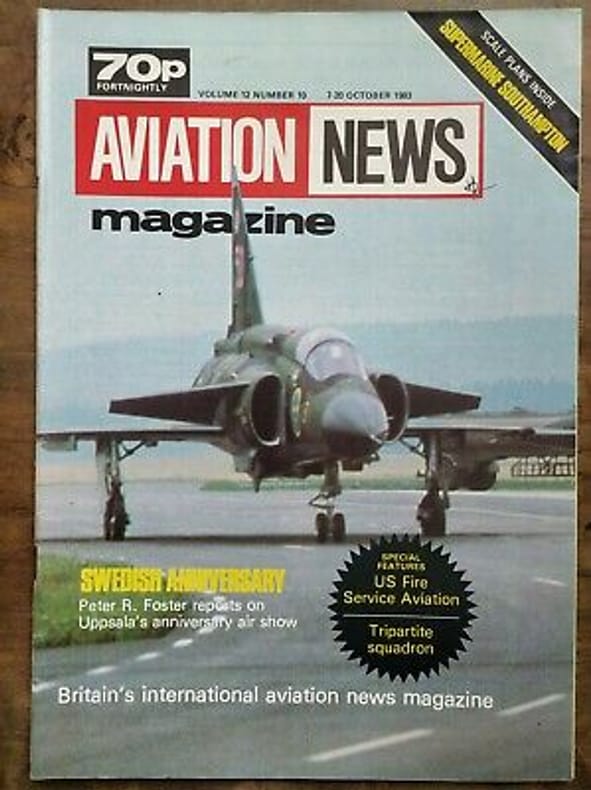 70p
FORTNIGHTLY
VOLUME 12 NUMBER 10 7-20 OCTOBER 1983
SCALE PLANS INSIDE
SUPERMARINE SOUTHAMPTON
AVIATION NEWS
magazine
SWEDISH ANNIVERSARY
Peter R. Foster reports on
Uppsala's anniversary air show
SPECIAL
FEATURES
US Fire
Service Aviation
Tripartite
squadron
Britain's international aviation news magazine